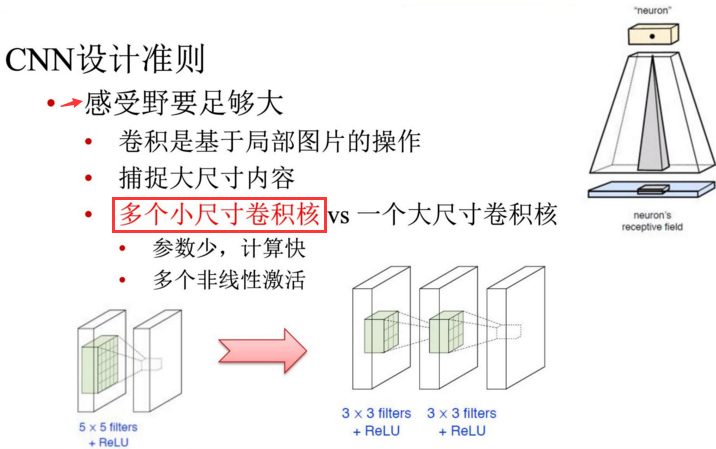 CNN设计准则
• 感受野要足够大
• 卷积是基于局部图片的操作
• 捕捉大尺寸内容
• 多个小尺寸卷积核 vs 一个大尺寸卷积核
• 参数少，计算快
• 多个非线性激活
"neuron"
neuron's
receptive field
5 × 5 filters
+ ReLU
3 × 3 filters
+ ReLU
3 × 3 filters
+ ReLU